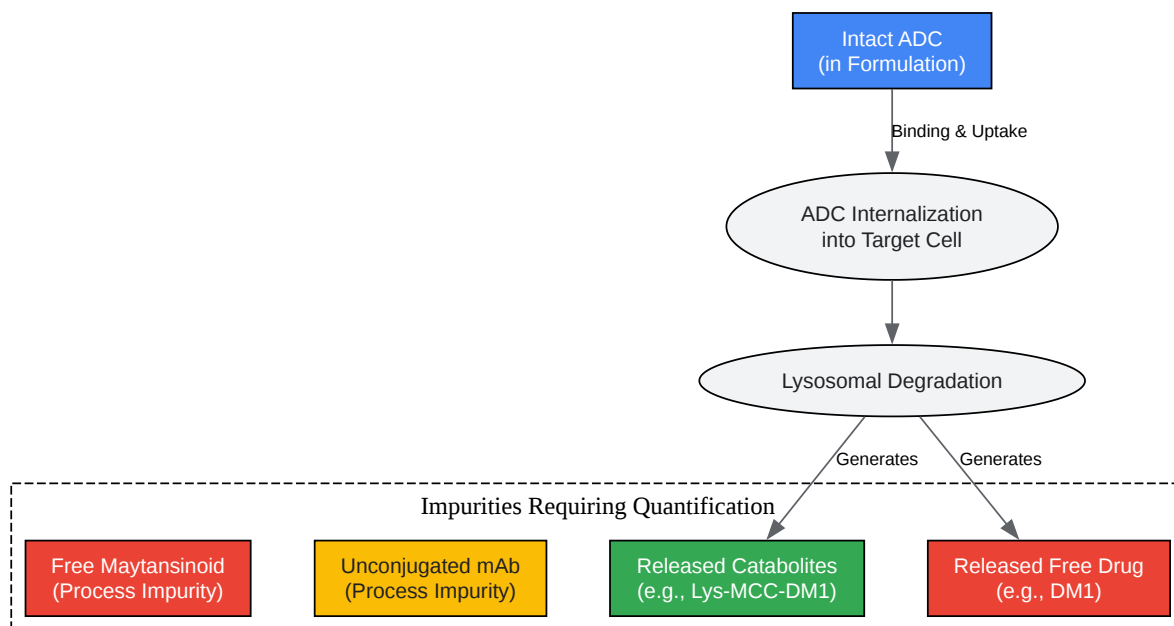 Intact ADC
(in Formulation)
Binding & Uptake
ADC Internalization
into Target Cell
Lysosomal Degradation
Generates
Generates
Impurities Requiring Quantification
Free Maytansinoid
(Process Impurity)
Unconjugated mAb
(Process Impurity)
Released Catabolites
(e.g., Lys-MCC-DM1)
Released Free Drug
(e.g., DM1)